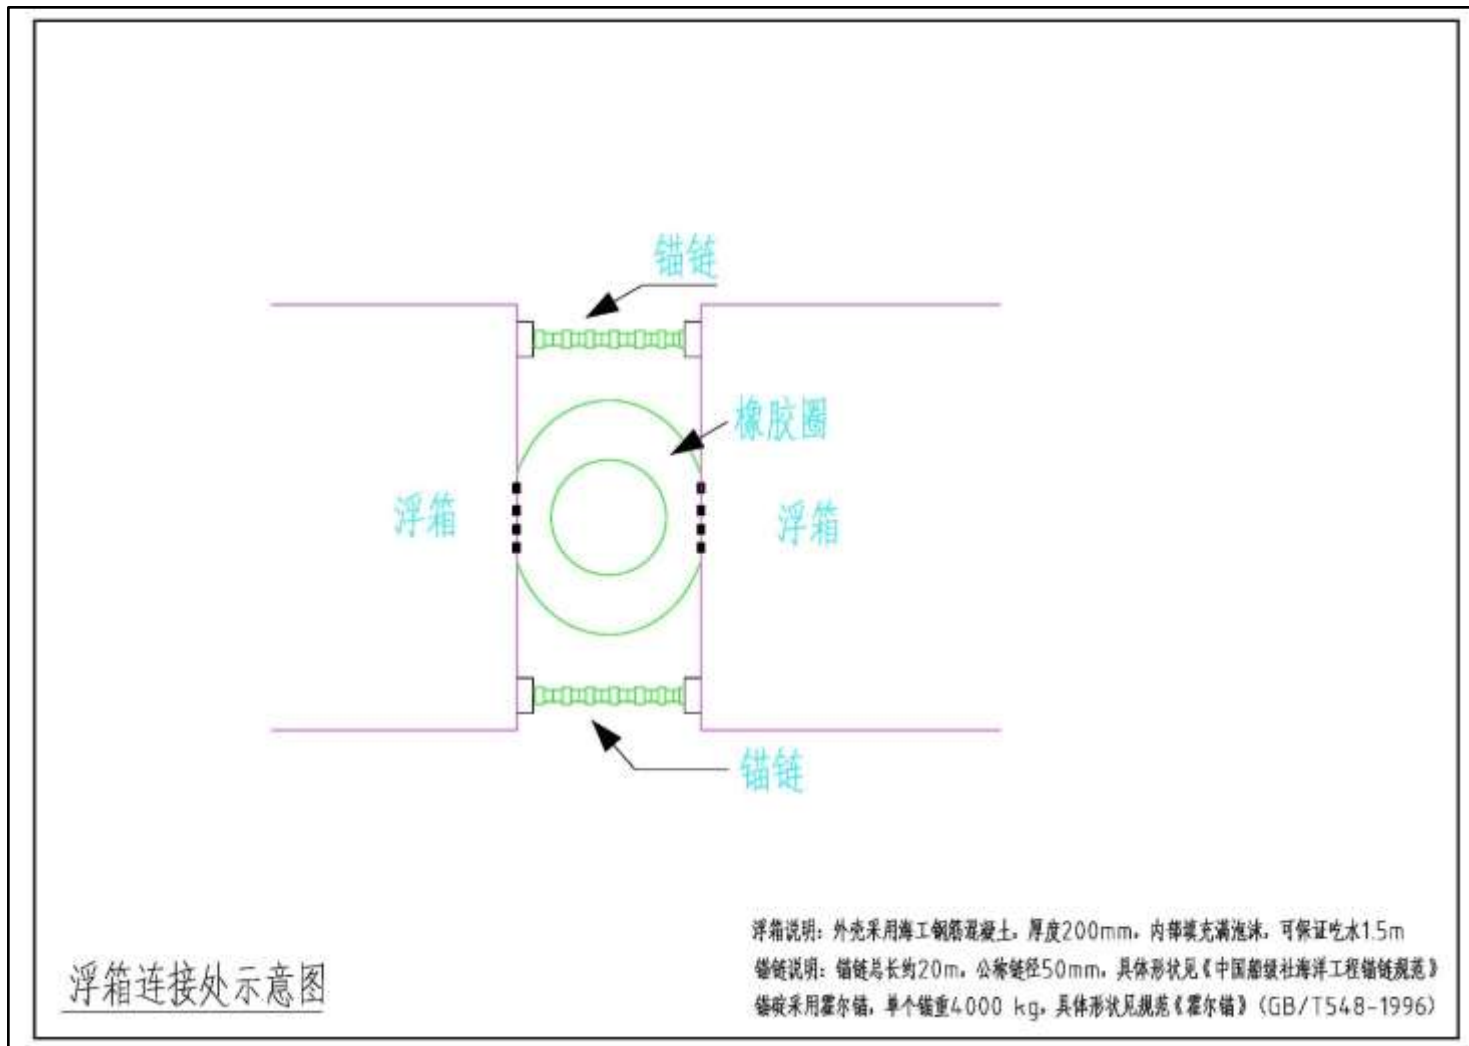 锚链
橡胶圈
浮箱
浮箱
锚链
浮箱说明：外壳采用海工钢筋混凝土，厚度200mm，内部填充满泡沫，可保证吃水1.5m
锚链说明：锚链总长约20m，公称链径50mm，具体形状见《中国船级社海洋工程锚链规范》
锚碇采用霍尔锚，单个锚重4000 kg，具体形状见规范《霍尔锚》(GB/T548-1996)
浮箱连接处示意图